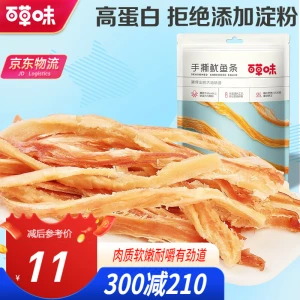 百草味
高蛋白 拒绝添加淀粉
京东物流
JD Logistics
百草味
手撕鱿鱼条
减后参考价
¥11
肉质软嫩耐嚼有劲道
300减210